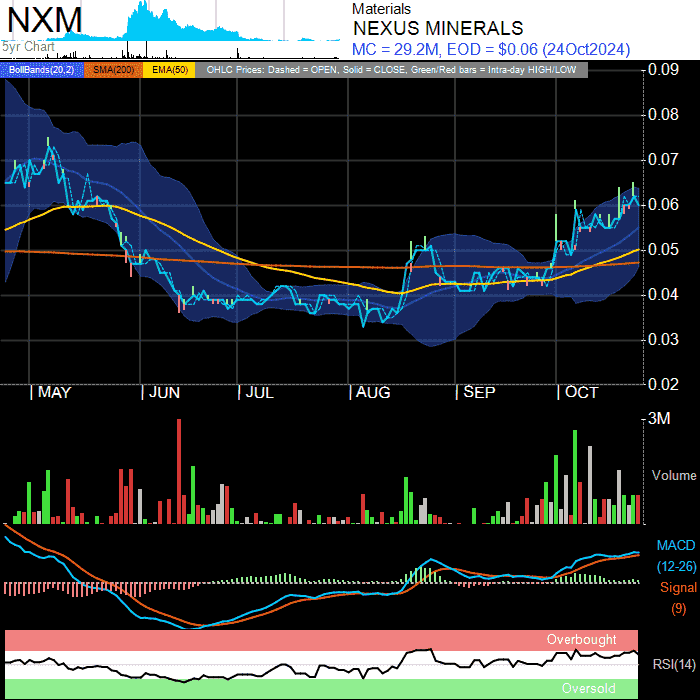 NXM
5yr Chart
Materials
NEXUS MINERALS
MC = 29.2M, EOD = $0.06 (24Oct2024)
BollBands(20,2) SMA(200) EMA(50) OHLC Prices: Dashed = OPEN, Solid = CLOSE, Green/Red bars = Intra-day HIGH/LOW
0.09
0.08
0.07
0.06
0.05
0.04
0.03
0.02
MAY JUN JUL AUG SEP OCT
3M
Volume
MACD
(12-26)
Signal
(9)
Overbought
RSI(14)
Oversold